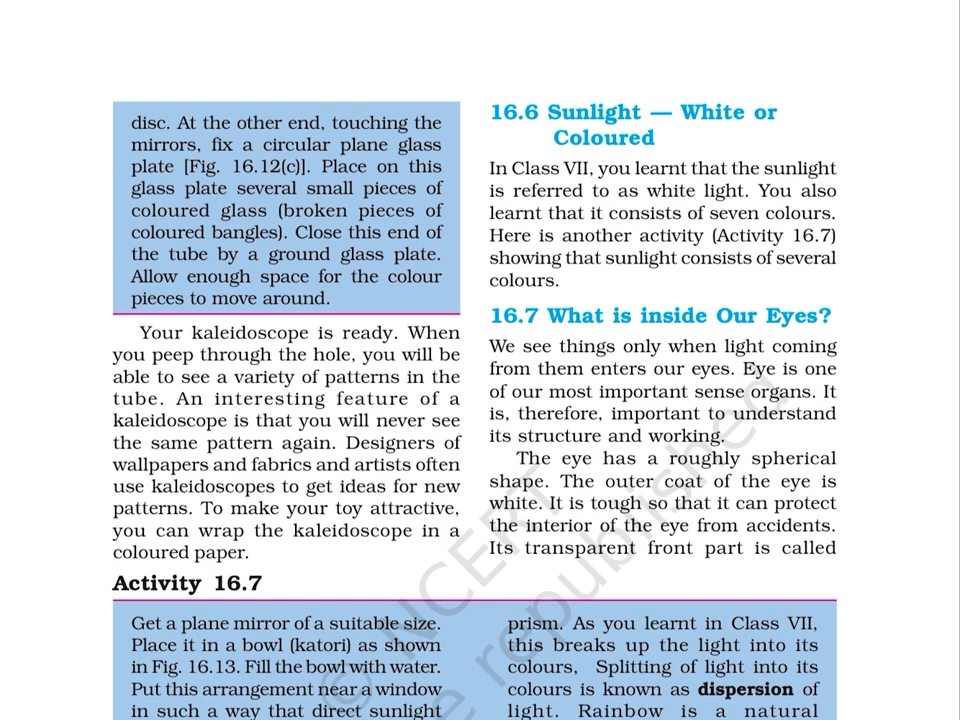 disc. At the other end, touching the
mirrors, fix a circular plane glass
plate [Fig. 16.12(c)]. Place on this
glass plate several small pieces of
coloured glass (broken pieces of
coloured bangles). Close this end of
the tube by a ground glass plate.
Allow enough space for the colour
pieces to move around.
Your kaleidoscope is ready. When
you peep through the hole, you will be
able to see a variety of patterns in the
tube. An interesting feature of a
kaleidoscope is that you will never see
the same pattern again. Designers of
wallpapers and fabrics and artists often
use kaleidoscopes to get ideas for new
patterns. To make your toy attractive,
you can wrap the kaleidoscope in a
coloured paper.
16.6 Sunlight — White or
Coloured
In Class VII, you learnt that the sunlight
is referred to as white light. You also
learnt that it consists of seven colours.
Here is another activity (Activity 16.7)
showing that sunlight consists of several
colours.
16.7 What is inside Our Eyes?
We see things only when light coming
from them enters our eyes. Eye is one
of our most important sense organs. It
is, therefore, important to understand
its structure and working.
The eye has a roughly spherical
shape. The outer coat of the eye is
white. It is tough so that it can protect
the interior of the eye from accidents.
Its transparent front part is called
Activity 16.7
Get a plane mirror of a suitable size.
Place it in a bowl (katori) as shown
in Fig. 16.13. Fill the bowl with water.
Put this arrangement near a window
in such a way that direct sunlight
prism. As you learnt in Class VII,
this breaks up the light into its
colours, Splitting of light into its
colours is known as dispersion of
light. Rainbow is a natural
© NCERT
be republished